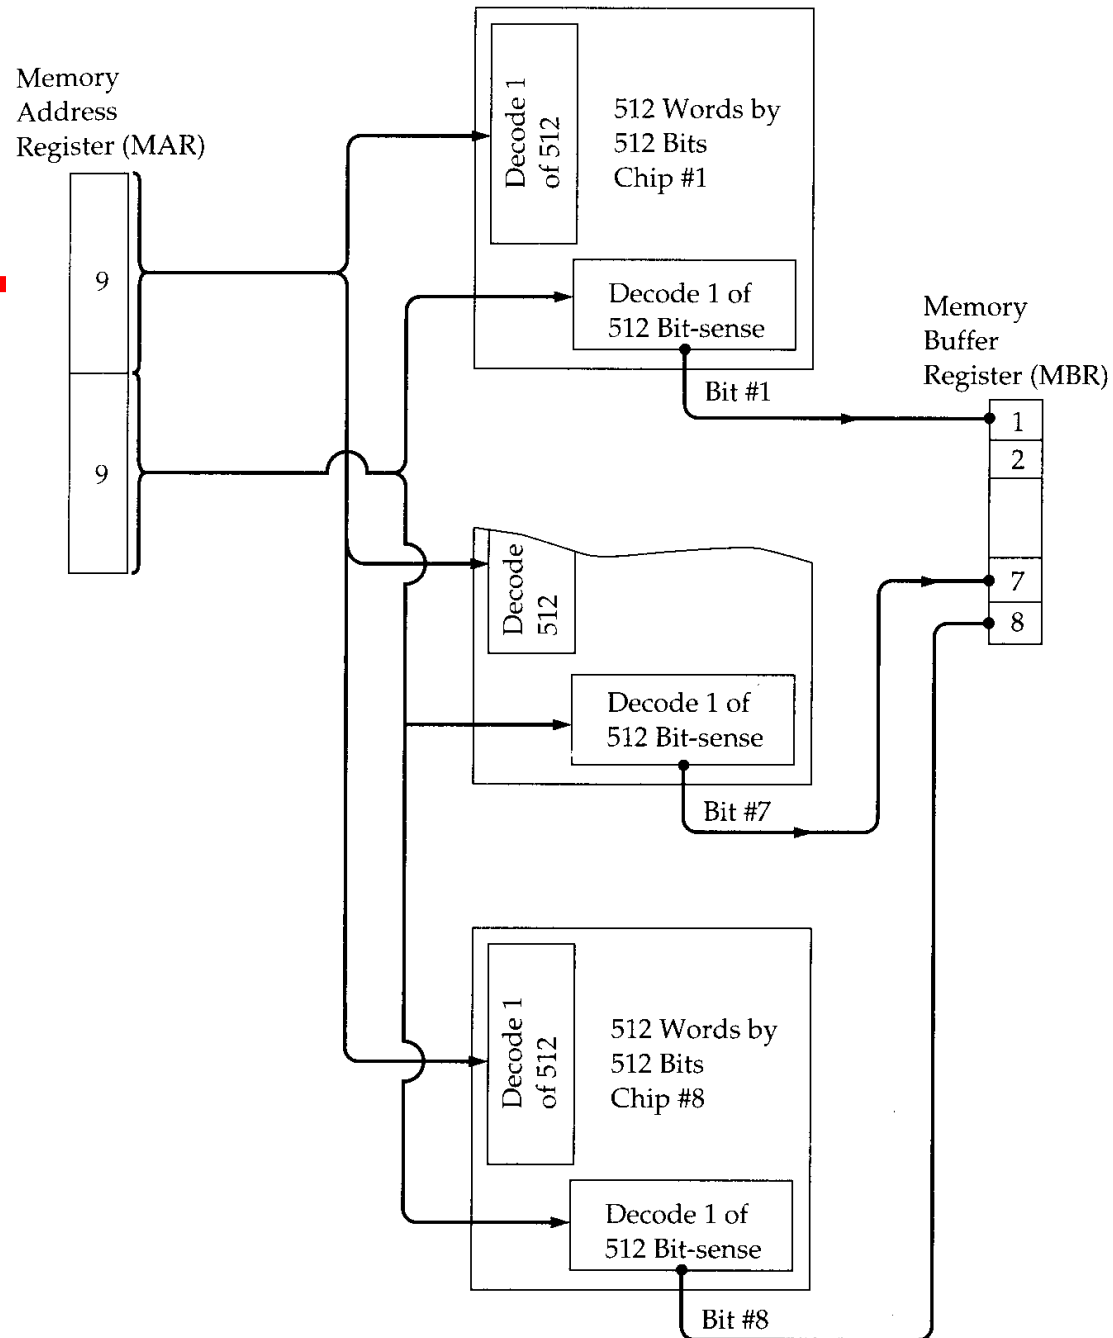 Memory
Address
Register (MAR)
9
9
Decode 1
of 512
512 Words by
512 Bits
Chip #1
Decode 1 of
512 Bit-sense
Bit #1
Memory
Buffer
Register (MBR)
1
2
7
8
Decode
512
Decode 1 of
512 Bit-sense
Bit #7
Decode 1
of 512
512 Words by
512 Bits
Chip #8
Decode 1 of
512 Bit-sense
Bit #8